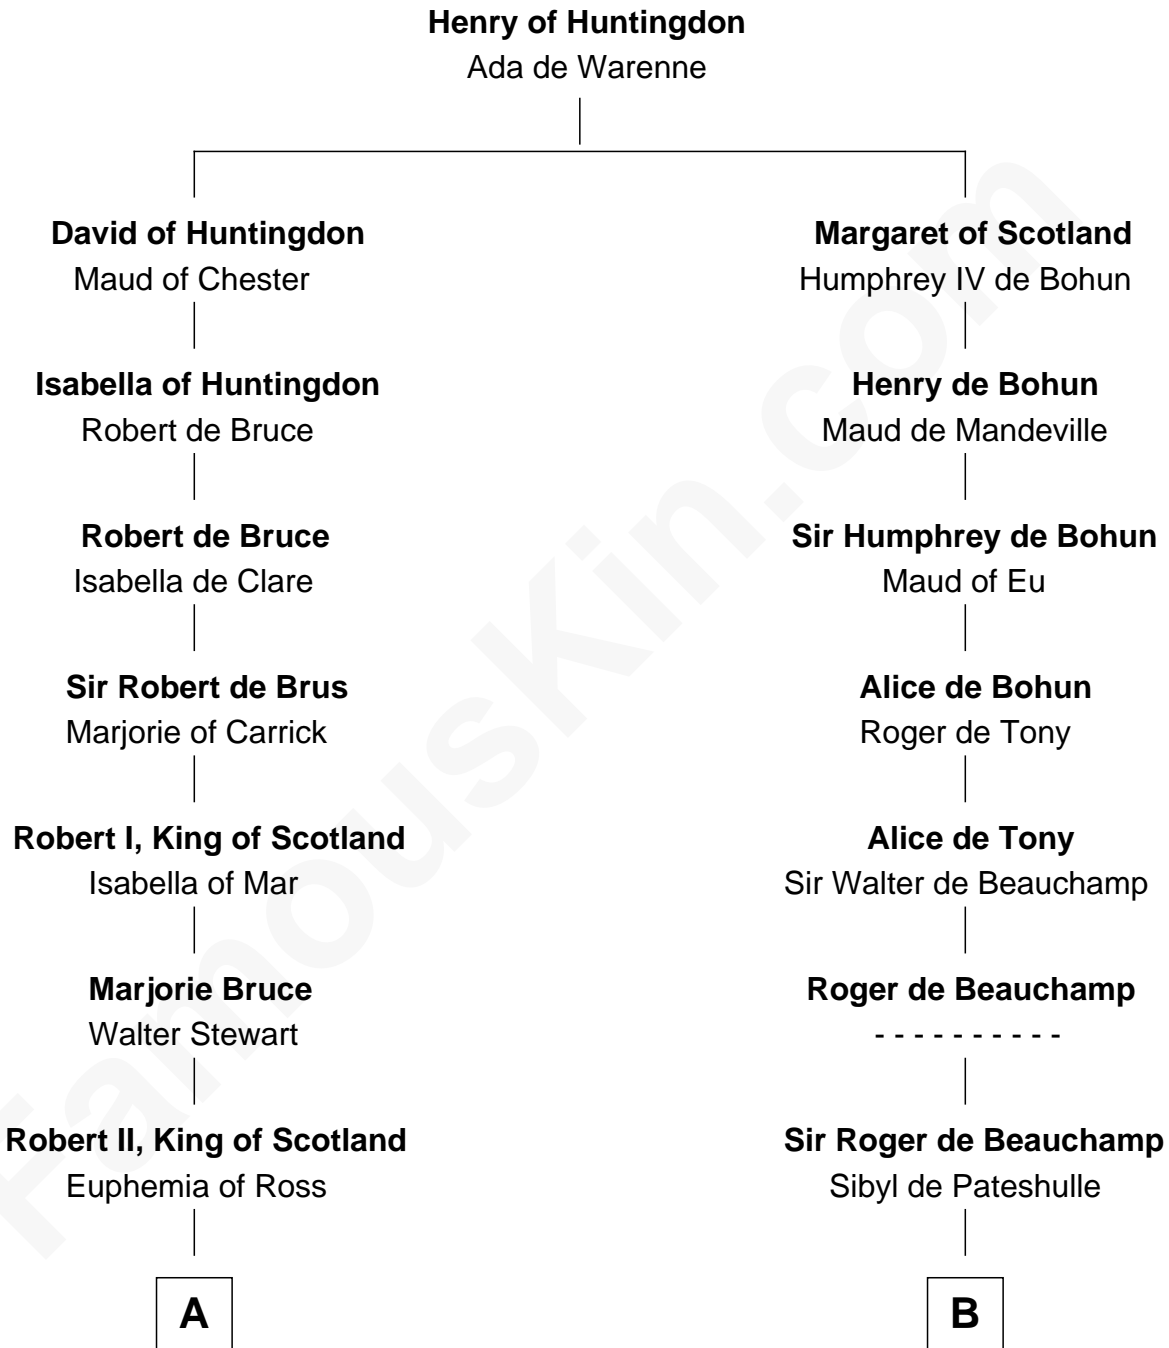 Henry of Huntingdon
Ada de Warenne
David of Huntingdon
Maud of Chester
Isabella of Huntingdon
Robert de Bruce
Robert de Bruce
Isabella de Clare
Sir Robert de Brus
Marjorie of Carrick
Robert I, King of Scotland
Isabella of Mar
Marjorie Bruce
Walter Stewart
Robert II, King of Scotland
Euphemia of Ross
A
Margaret of Scotland
Humphrey IV de Bohun
Henry de Bohun
Maud de Mandeville
Sir Humphrey de Bohun
Maud of Eu
Alice de Bohun
Roger de Tony
Alice de Tony
Sir Walter de Beauchamp
Roger de Beauchamp
- - - - - - - - - -
Sir Roger de Beauchamp
Sibyl de Pateshulle
B
FamousKin.com